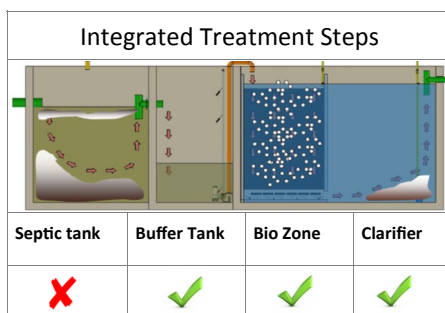 Integrated Treatment Steps
Septic tank Buffer Tank Bio Zone Clarifier